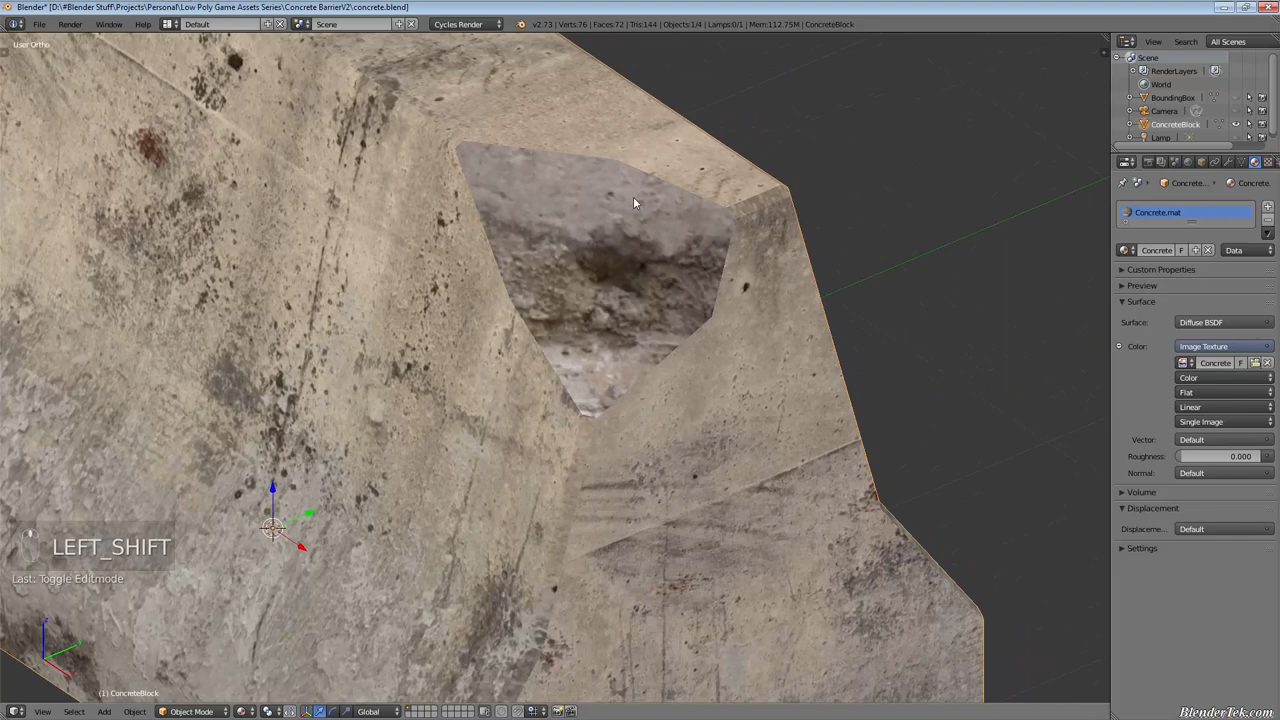 Blender* [D:\#Blender Stuff\Projects\Personal\Low Poly Game Assets Series\Concrete BarrierV2\concrete.blend]
File Render Window Help Default Scene Cycles Render v2.73 | Verts:76 | Faces:72 | Tris:144 | Objects:1/4 | Lamps:0/1 | Mem:112.75M | ConcreteBlock
View Search All Scenes
User Ortho
Scene
RenderLayers
World
BoundingBox
Camera
ConcreteBlock
Lamp
Concrete... Concrete.
Concrete.mat
Concrete F Data
Custom Properties
Preview
Surface
Surface: Diffuse BSDF
Color: Image Texture
Concrete F
Color
Flat
Linear
Single Image
Vector: Default
Roughness: 0.000
Normal: Default
Volume
Displacement
Displaceme... Default
Settings
LEFT_SHIFT
Last: Toggle Editmode
z
(1) ConcreteBlock
View Select Add Object Object Mode Global
BlenderTek.com